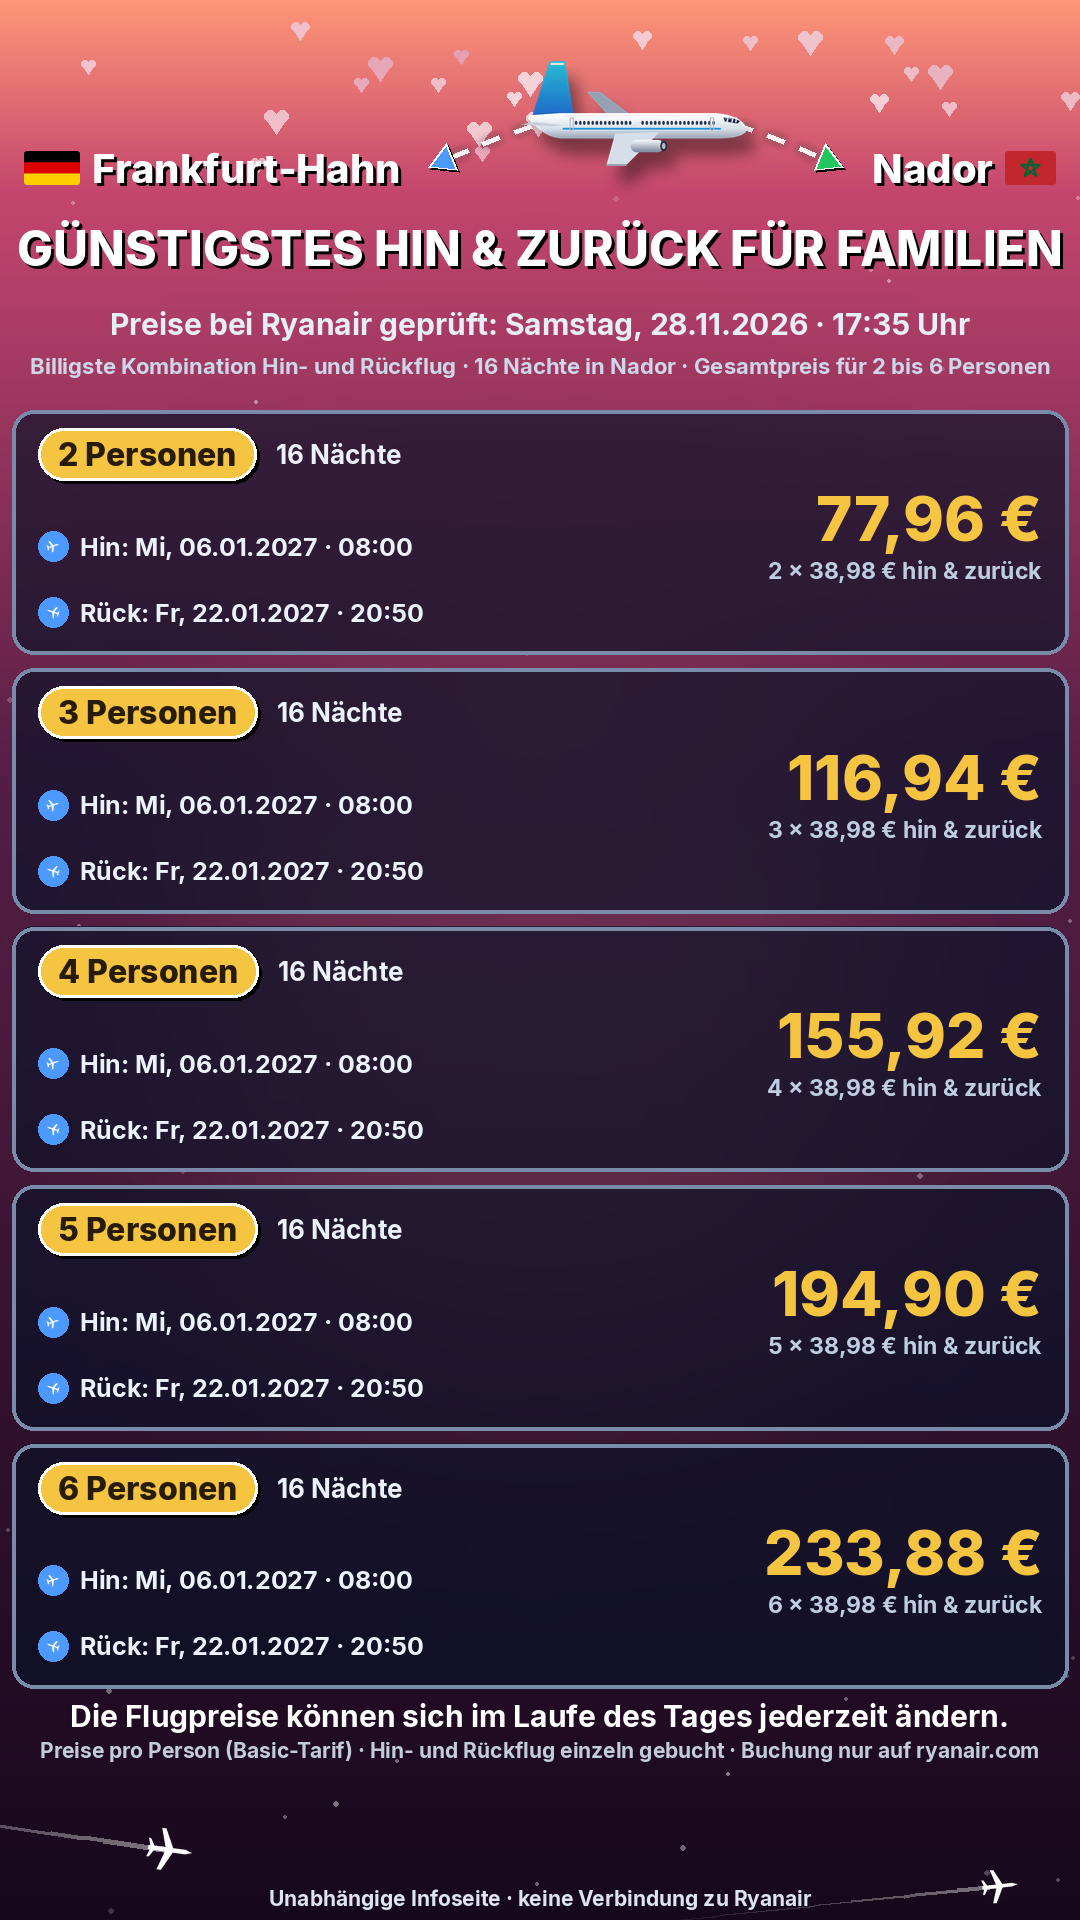 Frankfurt-Hahn
Nador
GÜNSTIGSTES HIN & ZURÜCK FÜR FAMILIEN
Preise bei Ryanair geprüft: Samstag, 28.11.2026 · 17:35 Uhr
Billigste Kombination Hin- und Rückflug · 16 Nächte in Nador · Gesamtpreis für 2 bis 6 Personen
2 Personen 16 Nächte
77,96 €
Hin: Mi, 06.01.2027 · 08:00
2 × 38,98 € hin & zurück
Rück: Fr, 22.01.2027 · 20:50
3 Personen 16 Nächte
116,94 €
Hin: Mi, 06.01.2027 · 08:00
3 × 38,98 € hin & zurück
Rück: Fr, 22.01.2027 · 20:50
4 Personen 16 Nächte
155,92 €
Hin: Mi, 06.01.2027 · 08:00
4 × 38,98 € hin & zurück
Rück: Fr, 22.01.2027 · 20:50
5 Personen 16 Nächte
194,90 €
Hin: Mi, 06.01.2027 · 08:00
5 × 38,98 € hin & zurück
Rück: Fr, 22.01.2027 · 20:50
6 Personen 16 Nächte
233,88 €
Hin: Mi, 06.01.2027 · 08:00
6 × 38,98 € hin & zurück
Rück: Fr, 22.01.2027 · 20:50
Die Flugpreise können sich im Laufe des Tages jederzeit ändern.
Preise pro Person (Basic-Tarif) · Hin- und Rückflug einzeln gebucht · Buchung nur auf ryanair.com
Unabhängige Infoseite · keine Verbindung zu Ryanair